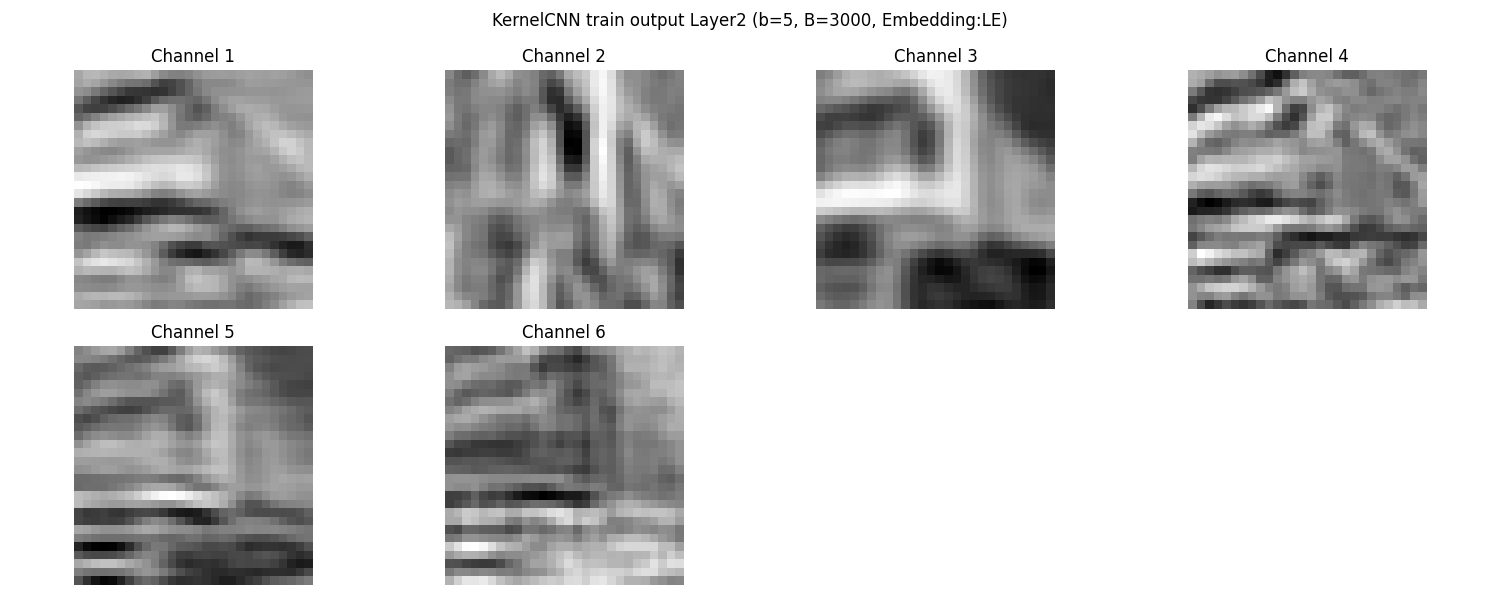 KernelCNN train output Layer2 (b=5, B=3000, Embedding:LE)
Channel 1
Channel 2
Channel 3
Channel 4
Channel 5
Channel 6